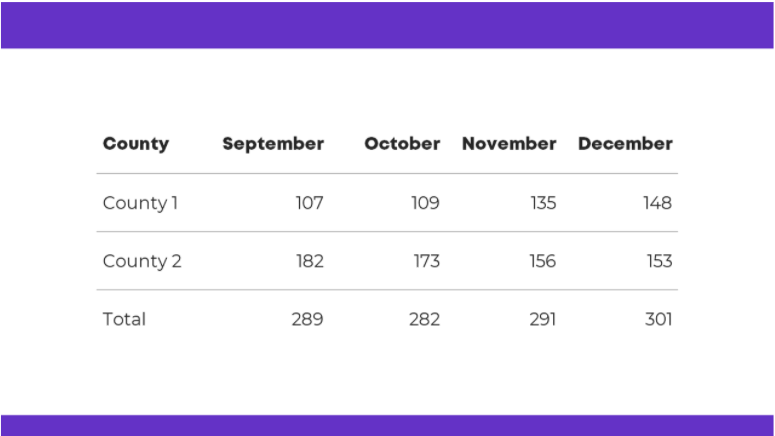 County September October November December
County 1 107 109 135 148
County 2 182 173 156 153
Total 289 282 291 301